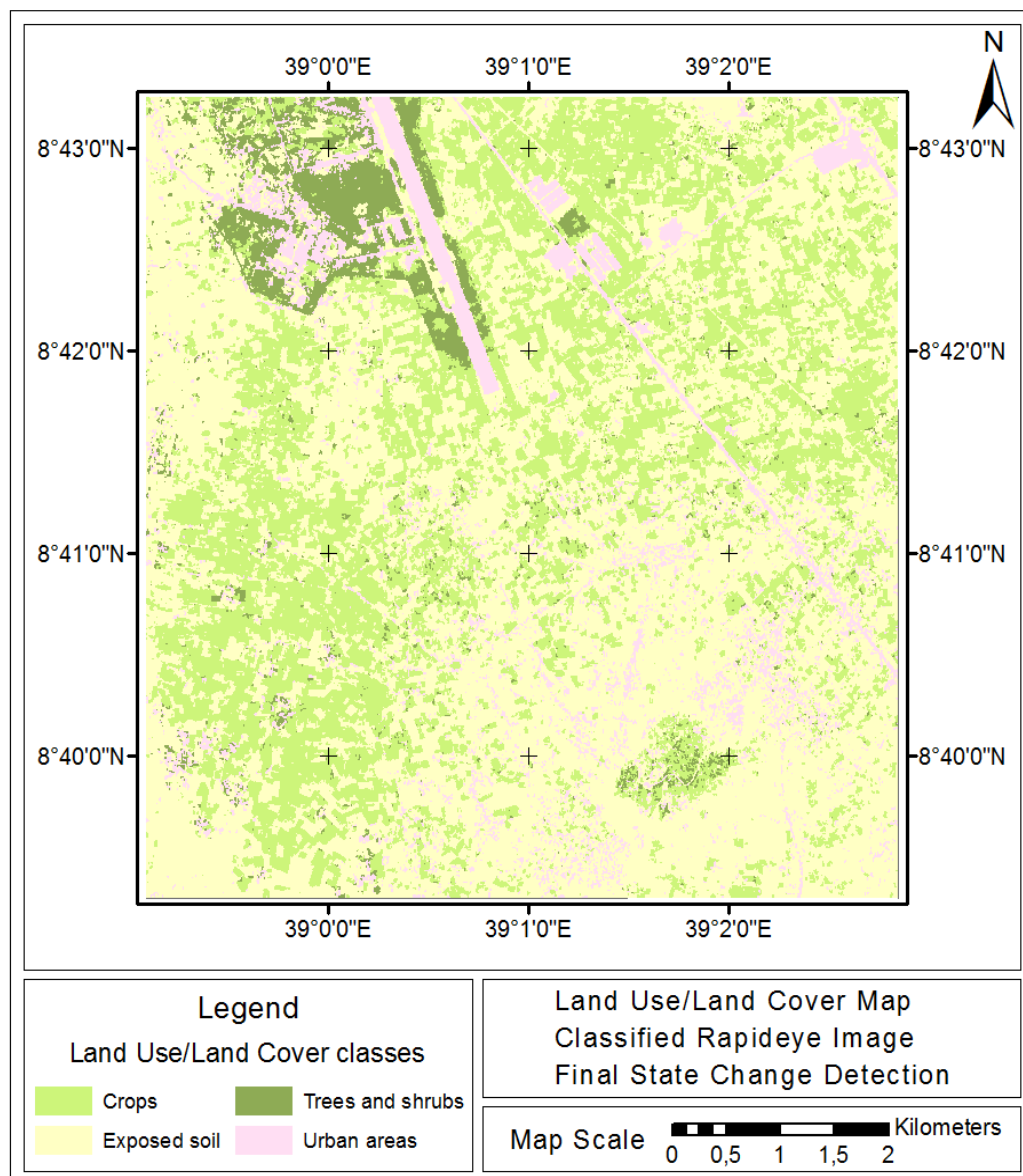 N
39°0'0"E 39°1'0"E 39°2'0"E
8°43'0"N 8°43'0"N
8°42'0"N 8°42'0"N
8°41'0"N 8°41'0"N
8°40'0"N 8°40'0"N
39°0'0"E 39°1'0"E 39°2'0"E
Legend
Land Use/Land Cover classes
Crops Trees and shrubs
Exposed soil Urban areas
Land Use/Land Cover Map
Classified Rapideye Image
Final State Change Detection
Map Scale Kilometers
0 0,5 1 1,5 2